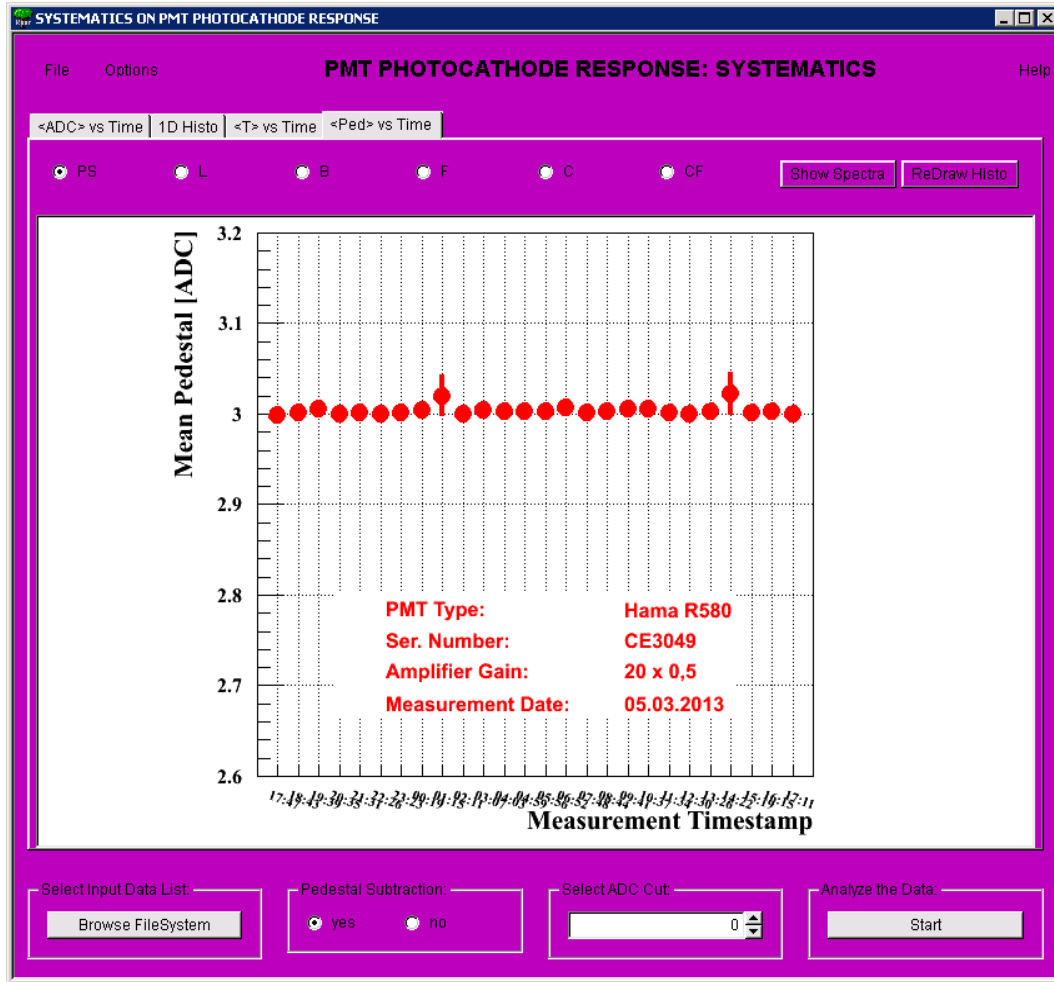 SYSTEMATICS ON PMT PHOTOCATHODE RESPONSE
File Options PMT PHOTOCATHODE RESPONSE: SYSTEMATICS Help
<ADC> vs Time 1D Histo <T> vs Time <Ped> vs Time
PS L B F C CF Show Spectra ReDraw Histo
Mean Pedestal [ADC]
3.2
3.1
3
2.9
2.8
2.7
2.6
PMT Type: Hama R580
Ser. Number: CE3049
Amplifier Gain: 20 x 0,5
Measurement Date: 05.03.2013
Measurement Timestamp
Select Input Data List: Pedestal Subtraction: Select ADC Cut: Analyze the Data:
Browse FileSystem yes no 0 Start